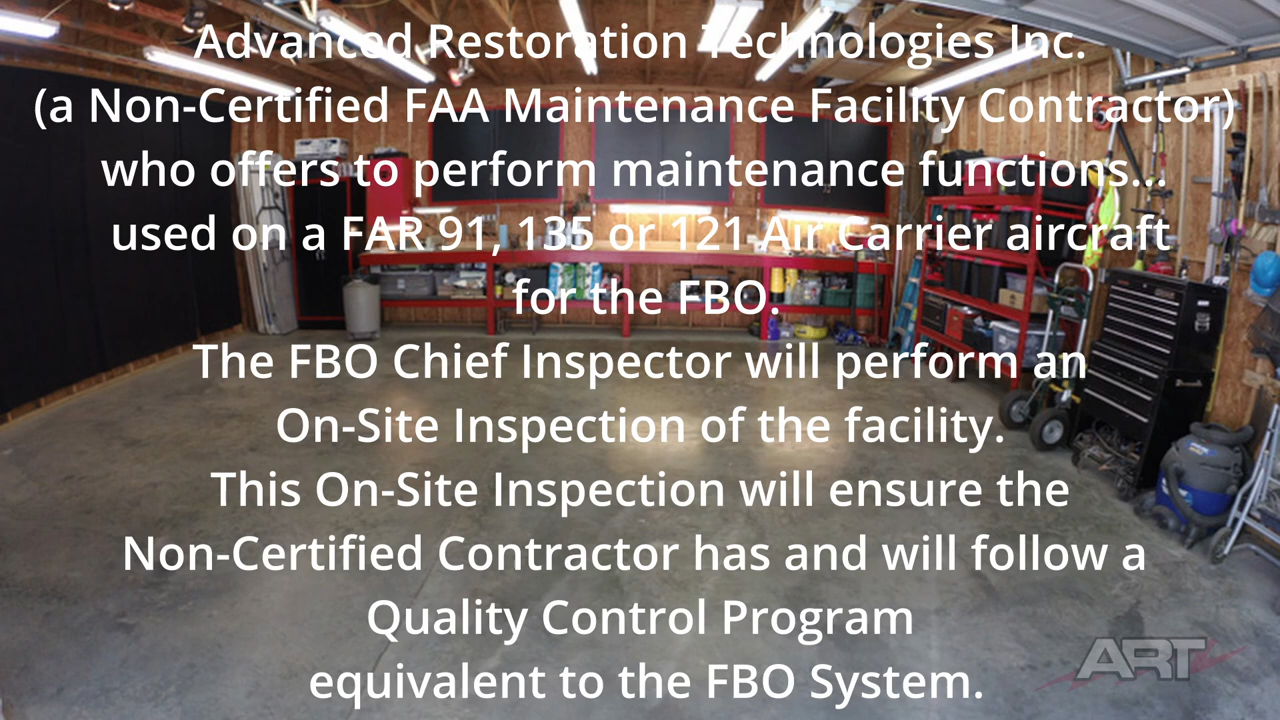 Advanced Restoration Technologies Inc.
(a Non-Certified FAA Maintenance Facility Contractor)
who offers to perform maintenance functions...
used on a FAR 91, 135 or 121 Air Carrier aircraft
for the FBO.
The FBO Chief Inspector will perform an
On-Site Inspection of the facility.
This On-Site Inspection will ensure the
Non-Certified Contractor has and will follow a
Quality Control Program
equivalent to the FBO System.
ART